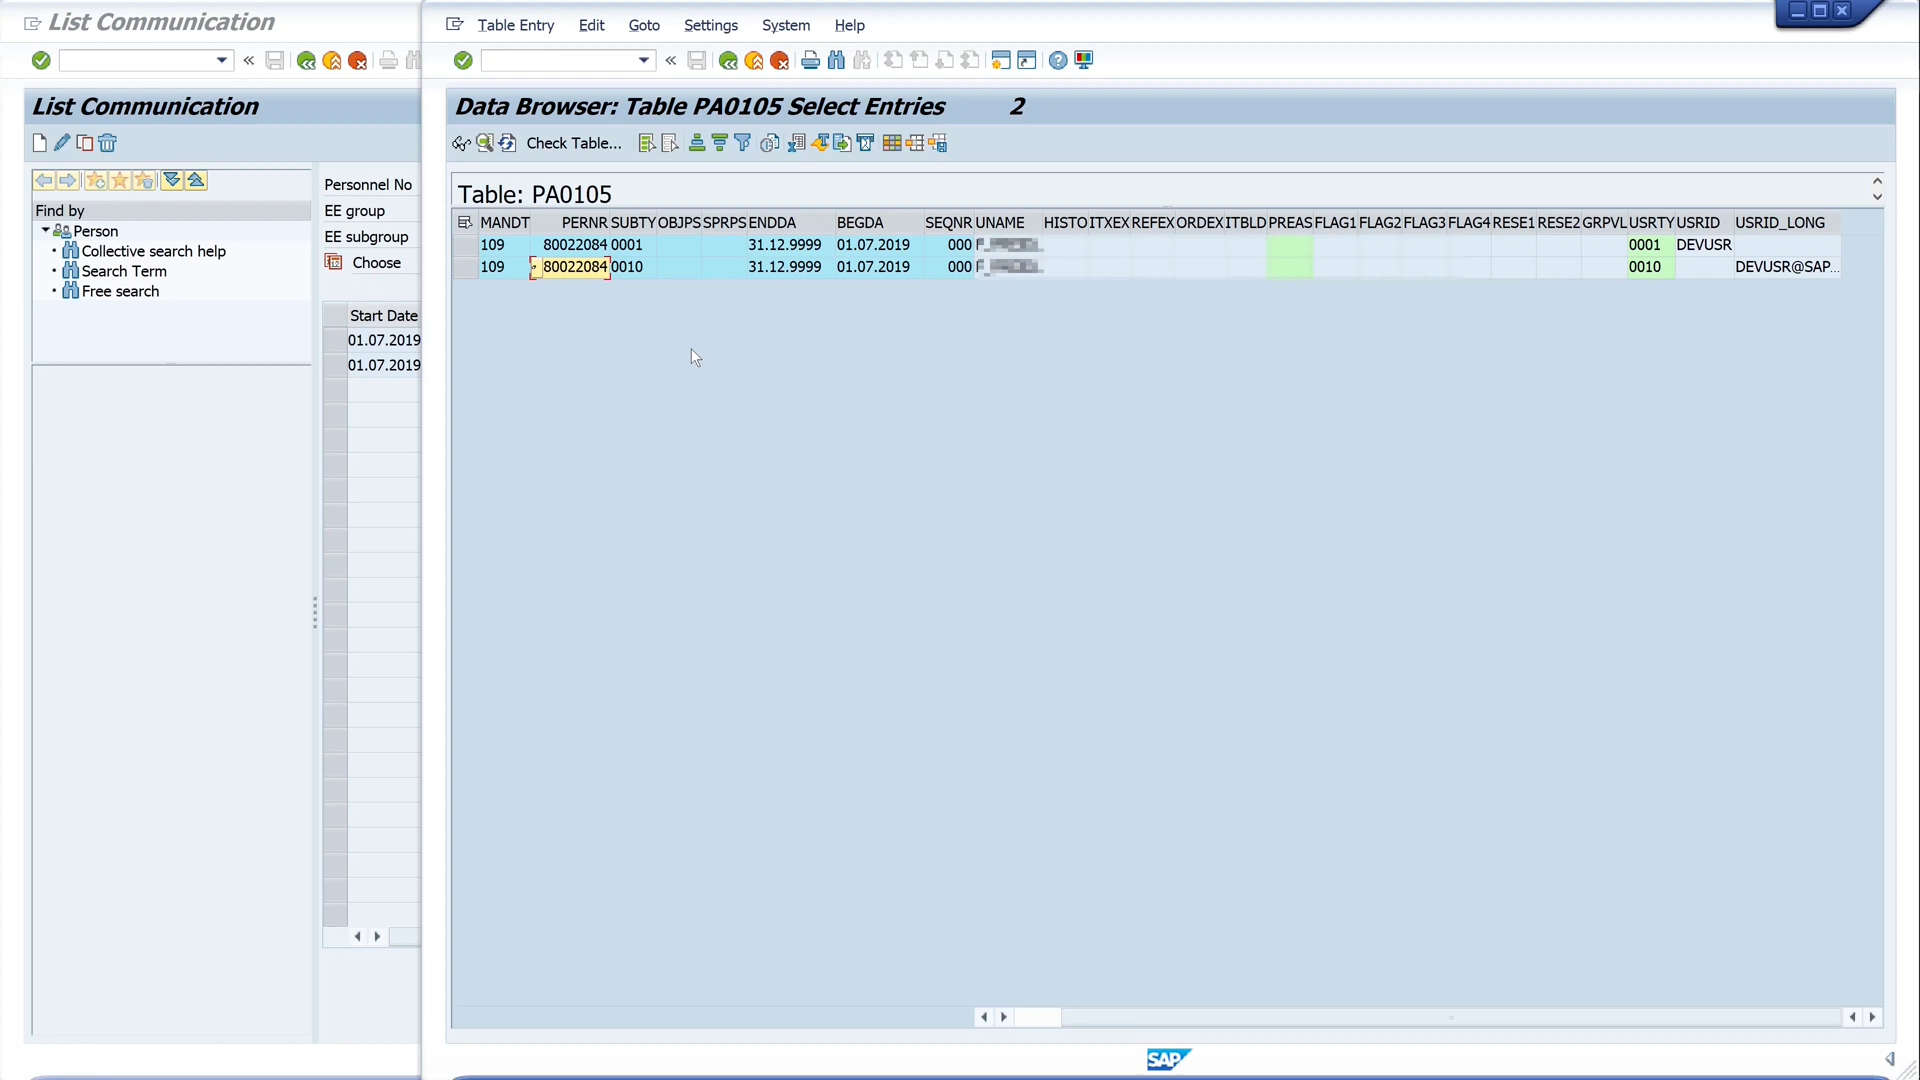 List Communication
List Communication
Find by
Person
Collective search help
Search Term
Free search
Personnel No
EE group
EE subgroup
Choose
Start Date
01.07.2019
01.07.2019
Table Entry Edit Goto Settings System Help
Data Browser: Table PA0105 Select Entries 2
Check Table...
Table: PA0105
MANDT PERNR SUBTY OBJPS SPRPS ENDDA BEGDA SEQNR UNAME HISTO ITXEX REFEX ORDEX ITBLD PREAS FLAG1 FLAG2 FLAG3 FLAG4 RESE1 RESE2 GRPVL USRTY USRID USRID_LONG
109 80022084 0001 31.12.9999 01.07.2019 000 0001 DEVUSR
109 80022084 0010 31.12.9999 01.07.2019 000 0010 DEVUSR@SAP...
SAP